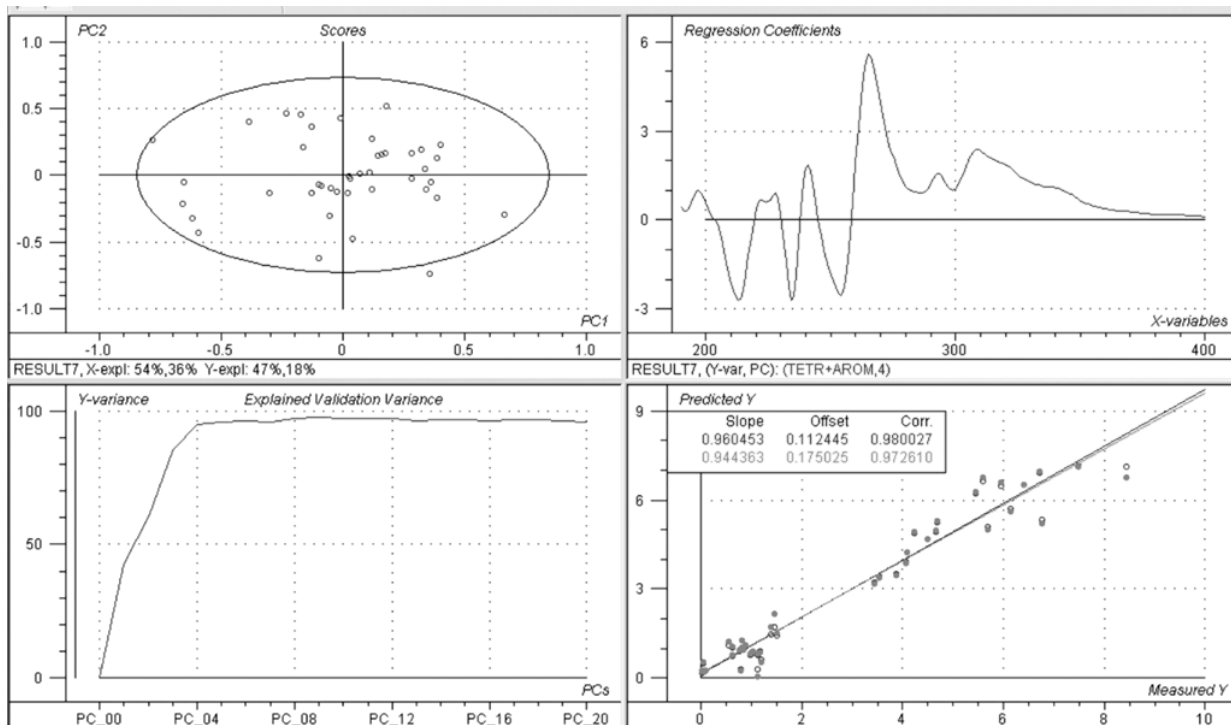 PC2 Scores
1.0
0.5
0
-0.5
-1.0
PC1
-1.0 -0.5 0 0.5 1.0
RESULT7, X-expl: 54%,36% Y-expl: 47%,18%
Regression Coefficients
6
3
0
-3
X-variables
200 300 400
RESULT7, (Y-var, PC): (TETR+AROM,4)
Y-variance Explained Validation Variance
100
50
0
PCs
PC_00 PC_04 PC_08 PC_12 PC_16 PC_20
Predicted Y
9
Slope Offset Corr.
0.960453 0.112445 0.980027
0.944363 0.175025 0.972610
6
3
0
Measured Y
0 2 4 6 8 10